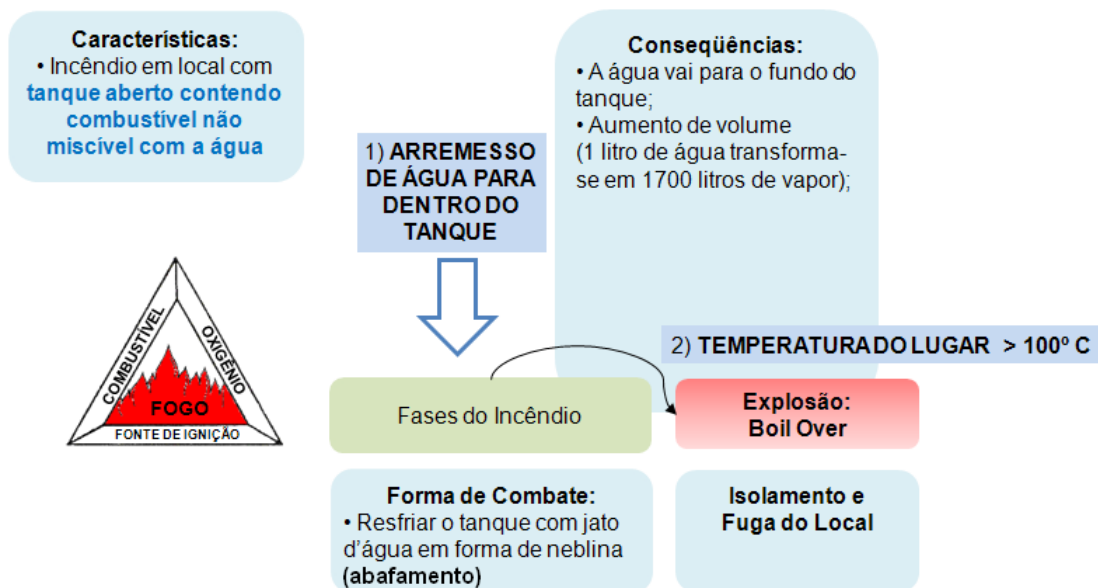 Características:
• Incêndio em local com
tanque aberto contendo
combustível não
miscível com a água
Conseqüências:
• A água vai para o fundo do
tanque;
• Aumento de volume
(1 litro de água transforma-
se em 1700 litros de vapor);
1) ARREMESSO
DE ÁGUA PARA
DENTRO DO
TANQUE
COMBUSTÍVEL
OXIGÊNIO
FOGO
FONTE DE IGNIÇÃO
2) TEMPERATURA DO LUGAR > 100º C
Fases do Incêndio
Explosão:
Boil Over
Forma de Combate:
• Resfriar o tanque com jato
d’água em forma de neblina
(abafamento)
Isolamento e
Fuga do Local